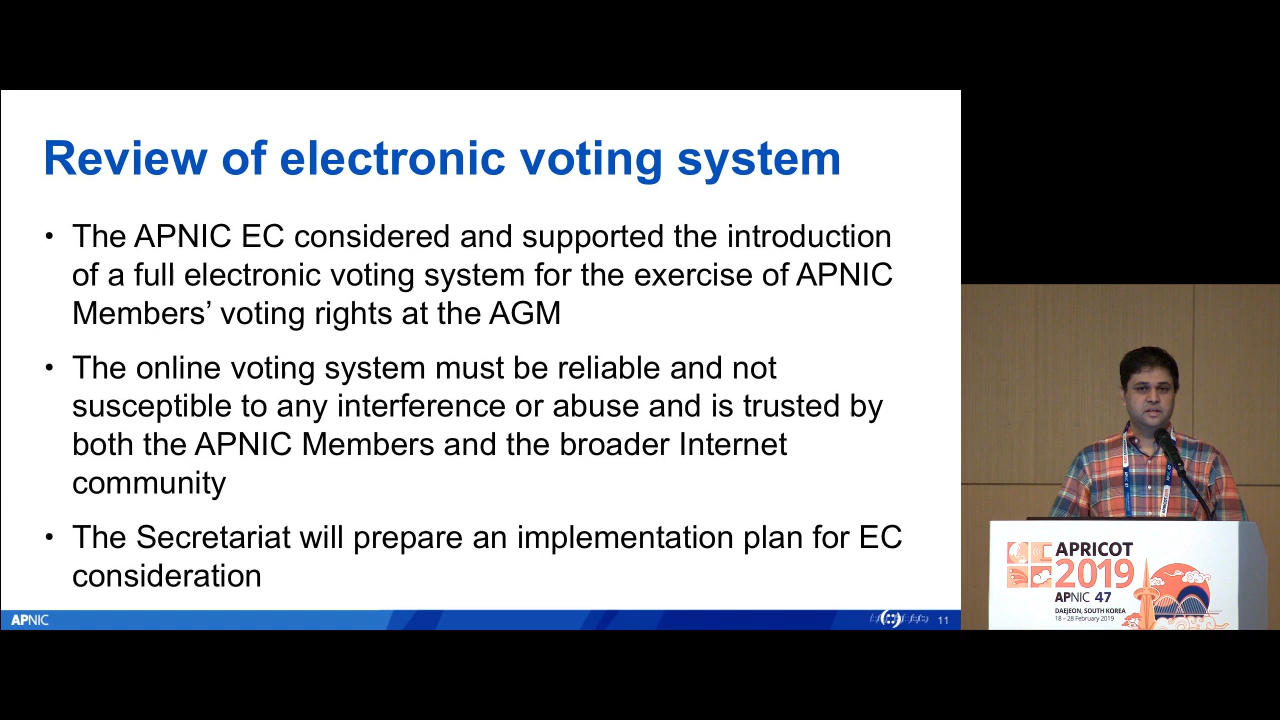 Review of electronic voting system
• The APNIC EC considered and supported the introduction
of a full electronic voting system for the exercise of APNIC
Members’ voting rights at the AGM
• The online voting system must be reliable and not
susceptible to any interference or abuse and is trusted by
both the APNIC Members and the broader Internet
community
• The Secretariat will prepare an implementation plan for EC
consideration
APNIC
11
APRICOT
2019
APNIC 47
DAEJEON, SOUTH KOREA
18 – 28 February 2019